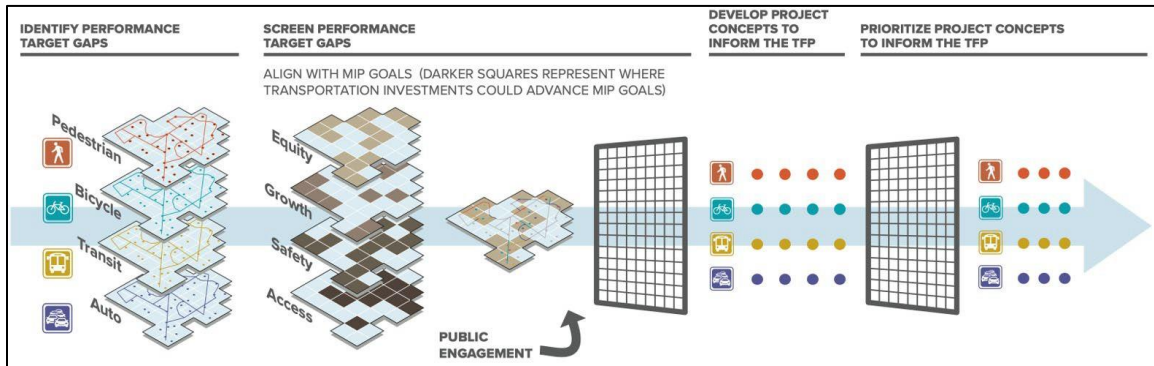 IDENTIFY PERFORMANCE
TARGET GAPS
SCREEN PERFORMANCE
TARGET GAPS
ALIGN WITH MIP GOALS (DARKER SQUARES REPRESENT WHERE
TRANSPORTATION INVESTMENTS COULD ADVANCE MIP GOALS)
DEVELOP PROJECT
CONCEPTS TO
INFORM THE TFP
PRIORITIZE PROJECT CONCEPTS
TO INFORM THE TFP
Pedestrian
Bicycle
Transit
Auto
Equity
Growth
Safety
Access
PUBLIC
ENGAGEMENT